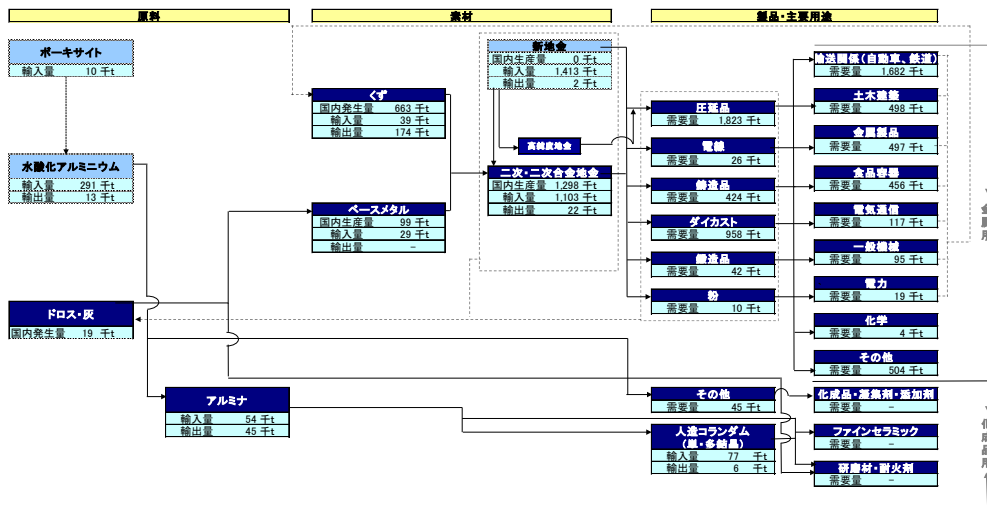 原料
素材
製品・主要用途
ボーキサイト
輸入量 10 千t
水酸化アルミニウム
輸入量 291 千t
輸出量 13 千t
ドロス・灰
国内発生量 19 千t
アルミナ
輸入量 54 千t
輸出量 45 千t
くず
国内発生量 663 千t
輸入量 39 千t
輸出量 174 千t
ベースメタル
国内生産量 99 千t
輸入量 29 千t
輸出量 -
新地金
国内生産量 0 千t
輸入量 1,413 千t
輸出量 2 千t
高純度地金
二次・二次合金地金
国内生産量 1,298 千t
輸入量 1,103 千t
輸出量 22 千t
圧延品
需要量 1,823 千t
電線
需要量 26 千t
鋳造品
需要量 424 千t
ダイカスト
需要量 958 千t
鍛造品
需要量 42 千t
粉
需要量 10 千t
その他
需要量 45 千t
人造コランダム
(単・多結晶)
輸入量 77 千t
輸出量 6 千t
輸送関係(自動車、鉄道)
需要量 1,682 千t
土木建築
需要量 498 千t
金属製品
需要量 497 千t
食品容器
需要量 456 千t
電気通信
需要量 117 千t
一般機械
需要量 95 千t
電力
需要量 19 千t
化学
需要量 4 千t
その他
需要量 504 千t
化成品・凝集剤・添加剤
需要量 -
ファインセラミック
需要量 -
研磨材・耐火剤
需要量 -
金属用
化成品用